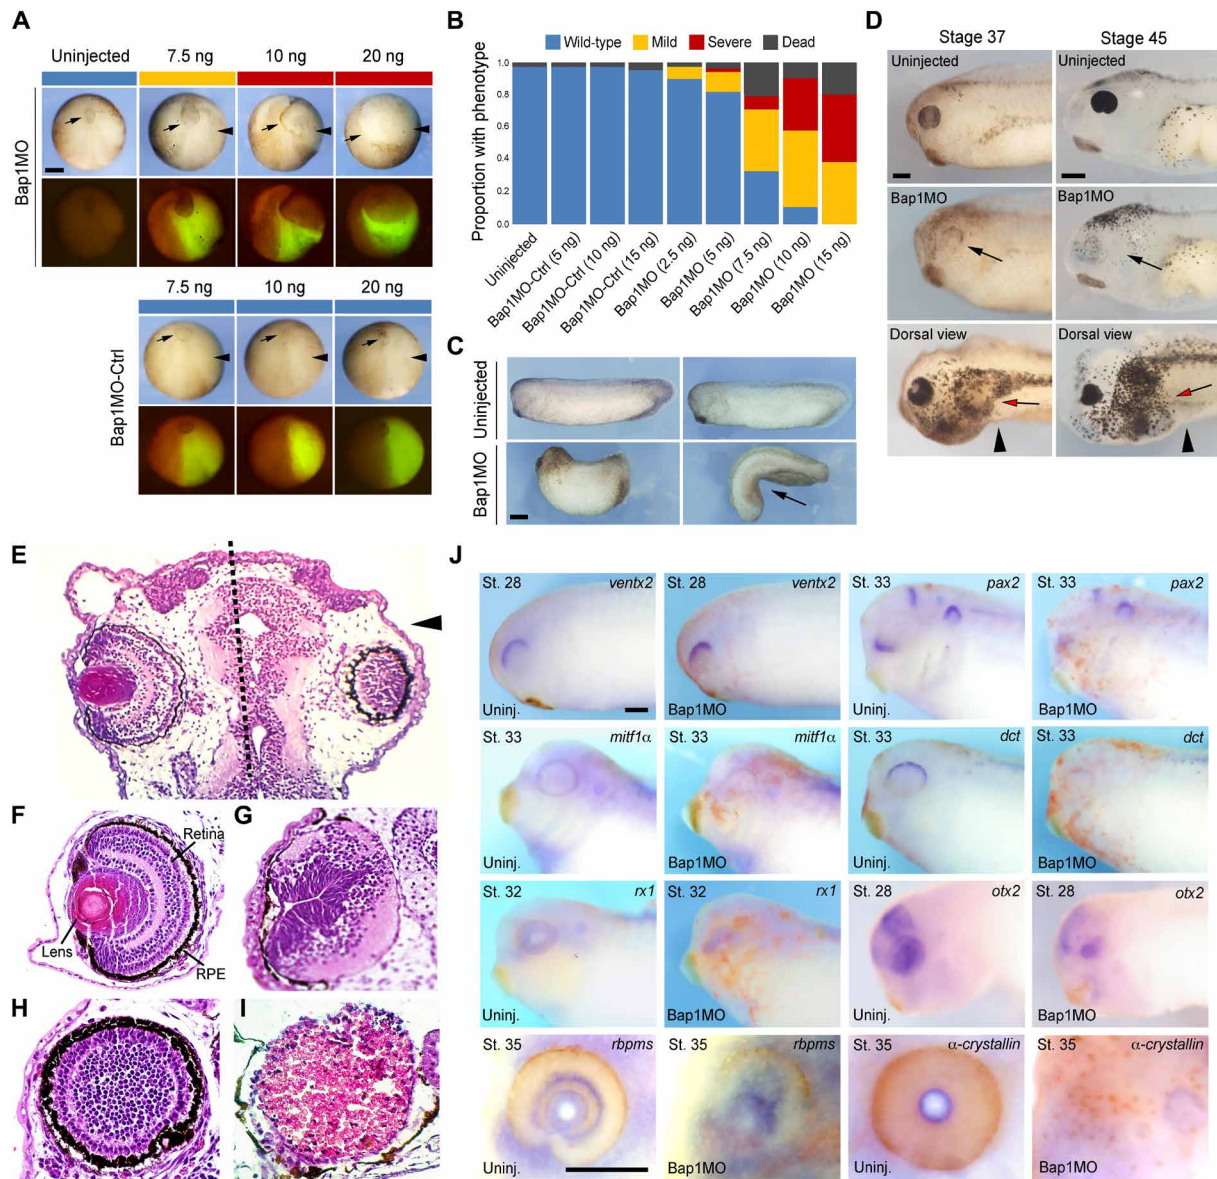 A
Uninjected 7.5 ng 10 ng 20 ng
Bap1MO
7.5 ng 10 ng 20 ng
Bap1MO-Ctrl
B
Wild-type Mild Severe Dead
Proportion with phenotype
1.0
0.8
0.6
0.4
0.2
0.0
Uninjected
Bap1MO-Ctrl (5 ng)
Bap1MO-Ctrl (10 ng)
Bap1MO-Ctrl (15 ng)
Bap1MO (2.5 ng)
Bap1MO (5 ng)
Bap1MO (7.5 ng)
Bap1MO (10 ng)
Bap1MO (15 ng)
C
Uninjected
Bap1MO
D
Stage 37 Stage 45
Uninjected Uninjected
Bap1MO Bap1MO
Dorsal view Dorsal view
E
F
Retina
Lens
RPE
G
H
I
J
St. 28 ventx2 St. 28 ventx2 St. 33 pax2 St. 33 pax2
Uninj. Bap1MO Uninj. Bap1MO
St. 33 mitf1α St. 33 mitf1α St. 33 dct St. 33 dct
Uninj. Bap1MO Uninj. Bap1MO
St. 32 rx1 St. 32 rx1 St. 28 otx2 St. 28 otx2
Uninj. Bap1MO Uninj. Bap1MO
St. 35 rbpms St. 35 rbpms St. 35 α-crystallin St. 35 α-crystallin
Uninj. Bap1MO Uninj. Bap1MO